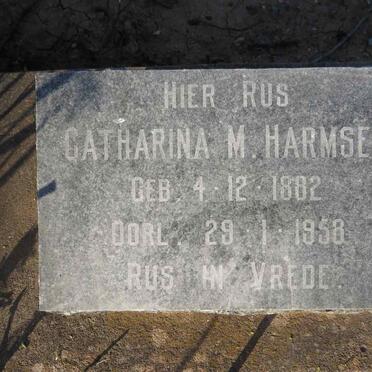 HIER RUS
CATHARINA M HARMSE
GEB. 4·12·1882
OORL. 29·1·1958
RUS IN VREDE.